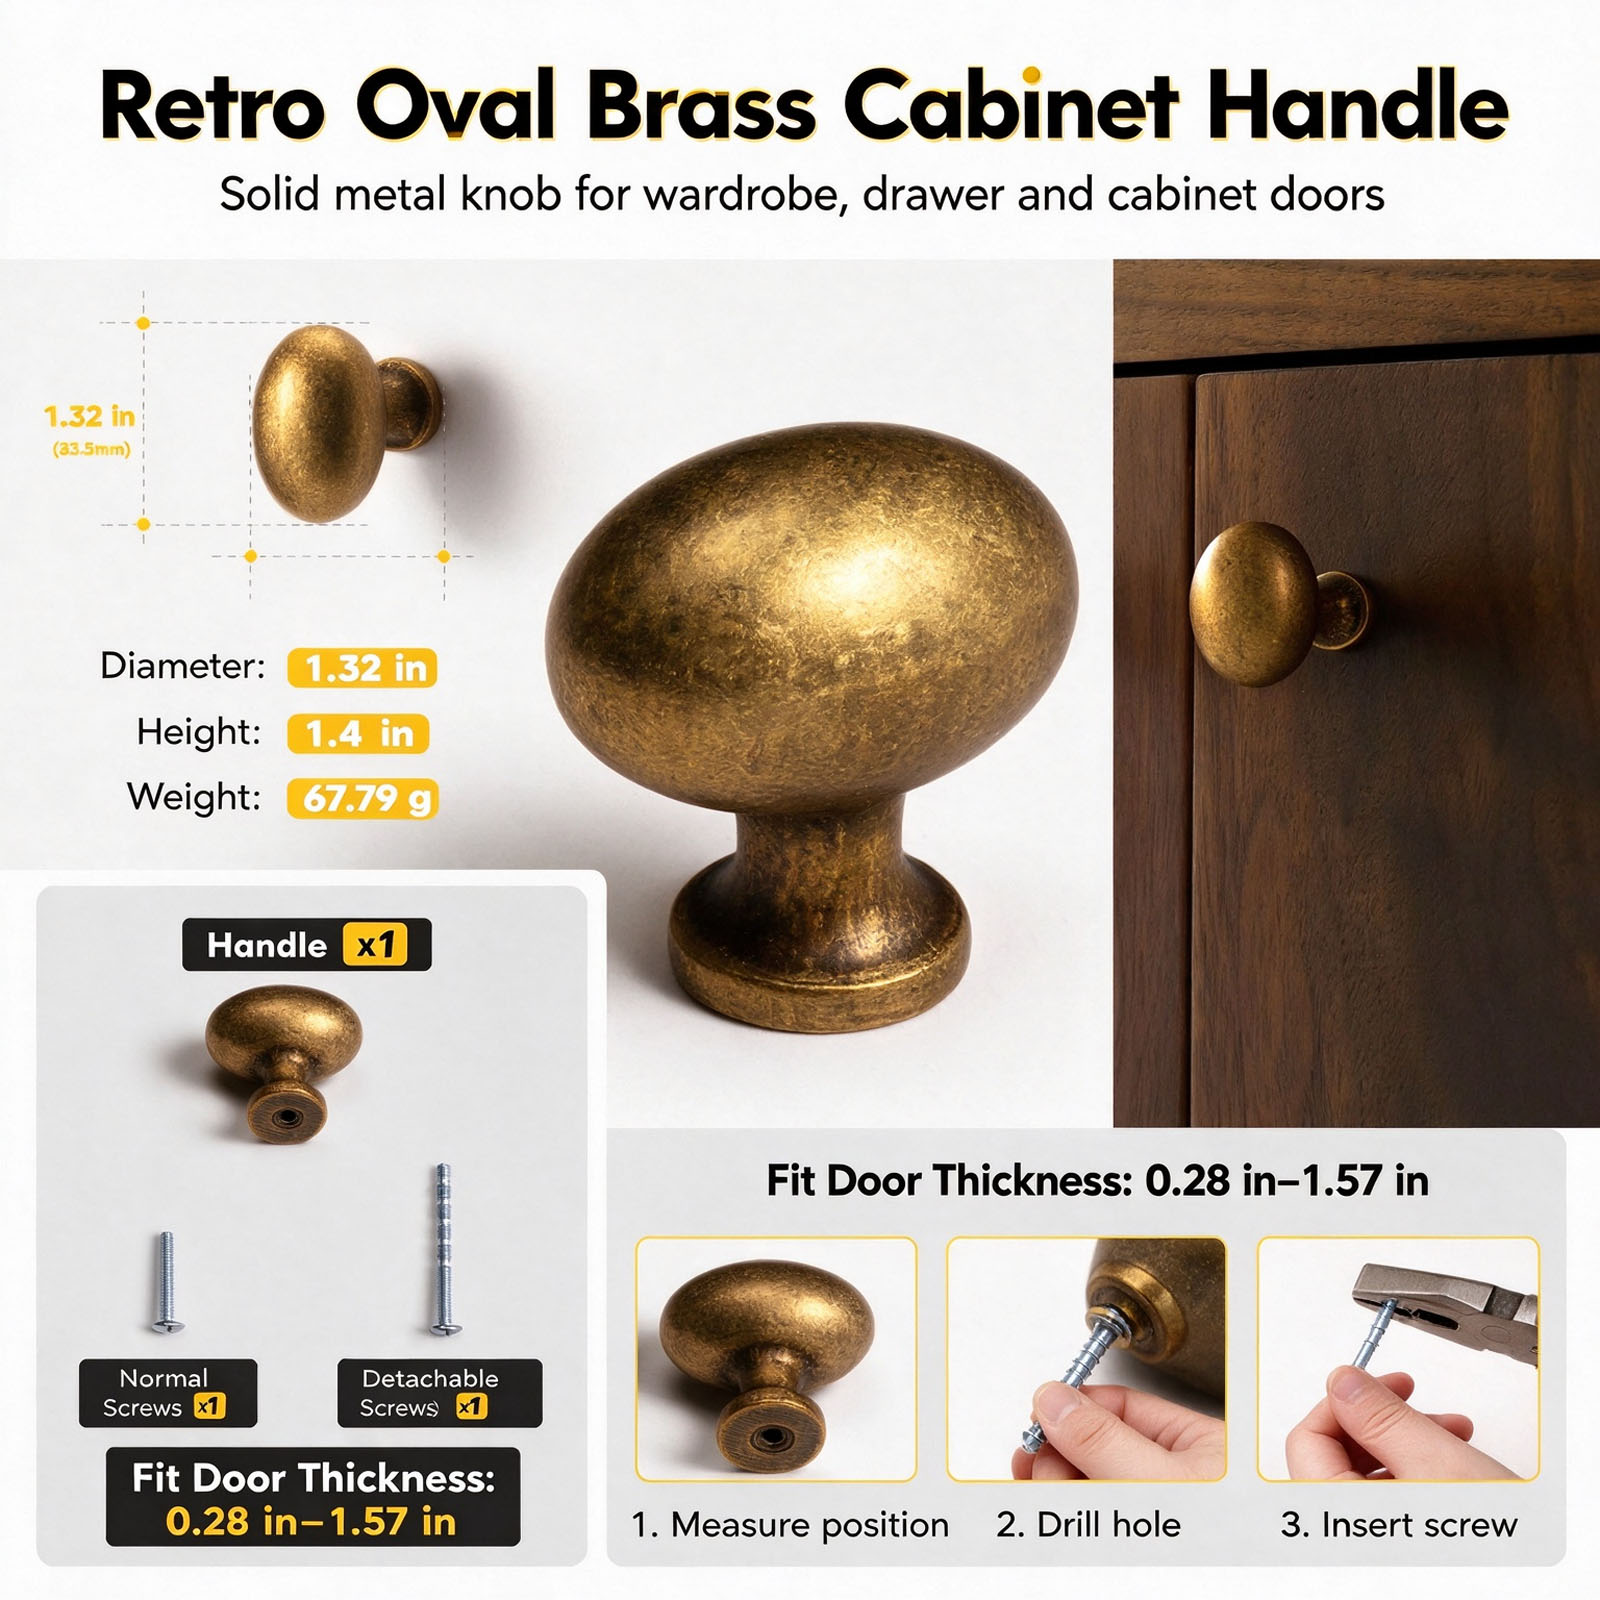 Retro Oval Brass Cabinet Handle
Solid metal knob for wardrobe, drawer and cabinet doors
1.32 in
(33.5mm)
Diameter: 1.32 in
Height: 1.4 in
Weight: 67.79 g
Handle x1
Normal
Screws x1
Detachable
Screws x1
Fit Door Thickness:
0.28 in–1.57 in
Fit Door Thickness: 0.28 in–1.57 in
1. Measure position
2. Drill hole
3. Insert screw